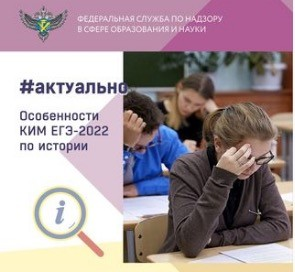 ФЕДЕРАЛЬНАЯ СЛУЖБА ПО НАДЗОРУ
В СФЕРЕ ОБРАЗОВАНИЯ И НАУКИ
#актуально
Особенности
КИМ ЕГЭ-2022
по истории
i